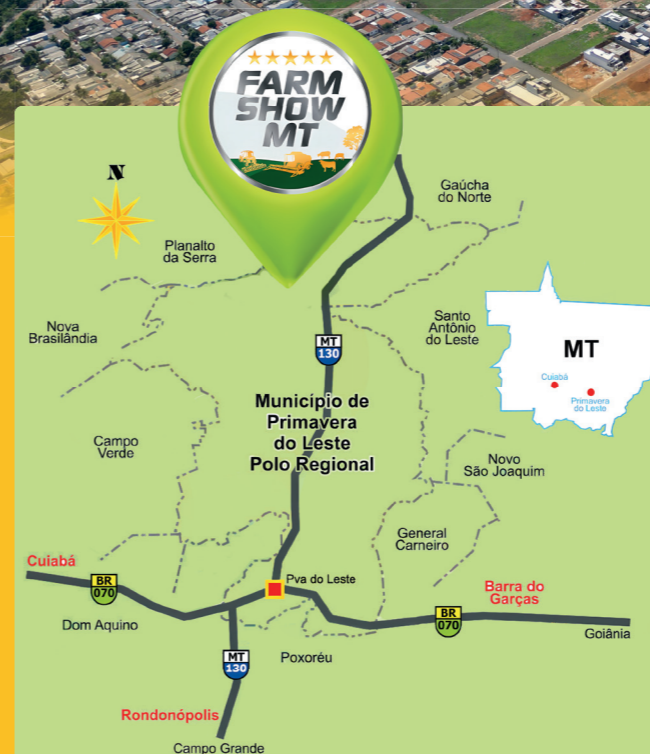 FARM
SHOW
MT
N
Gaúcha
do Norte
Planalto
da Serra
Nova
Brasilândia
Santo
Antônio
do Leste
MT
130
MT
Cuiabá
Primavera
do Leste
Município de
Primavera
do Leste
Polo Regional
Campo
Verde
Novo
São Joaquim
General
Carneiro
Cuiabá
BR
070
Pva do Leste
Barra do
Garças
BR
070
Dom Aquino
Goiânia
MT
130
Poxoréu
Rondonópolis
Campo Grande